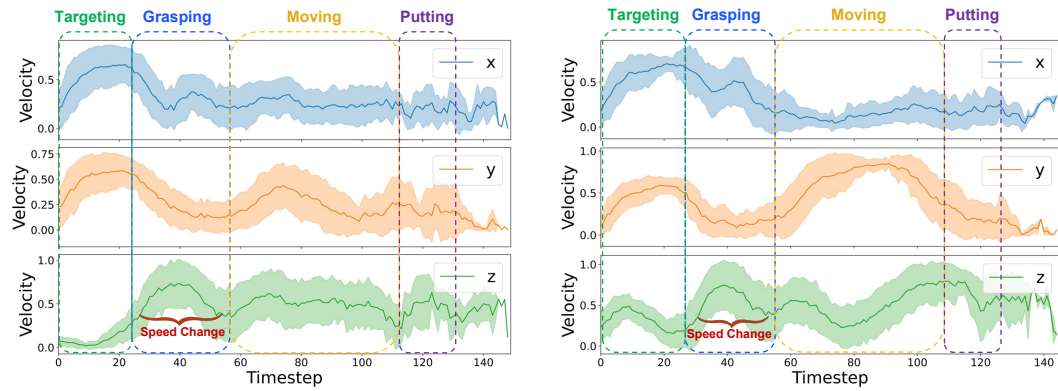 Targeting Grasping Moving Putting
Velocity
0.5
0.0
x
Velocity
0.75
0.50
0.25
0.00
y
Velocity
1.0
0.5
0.0
z
Speed Change
0 20 40 60 80 100 120 140
Timestep
Targeting Grasping Moving Putting
Velocity
0.5
0.0
x
Velocity
1.0
0.5
0.0
y
Velocity
1.0
0.5
0.0
z
Speed Change
0 20 40 60 80 100 120 140
Timestep